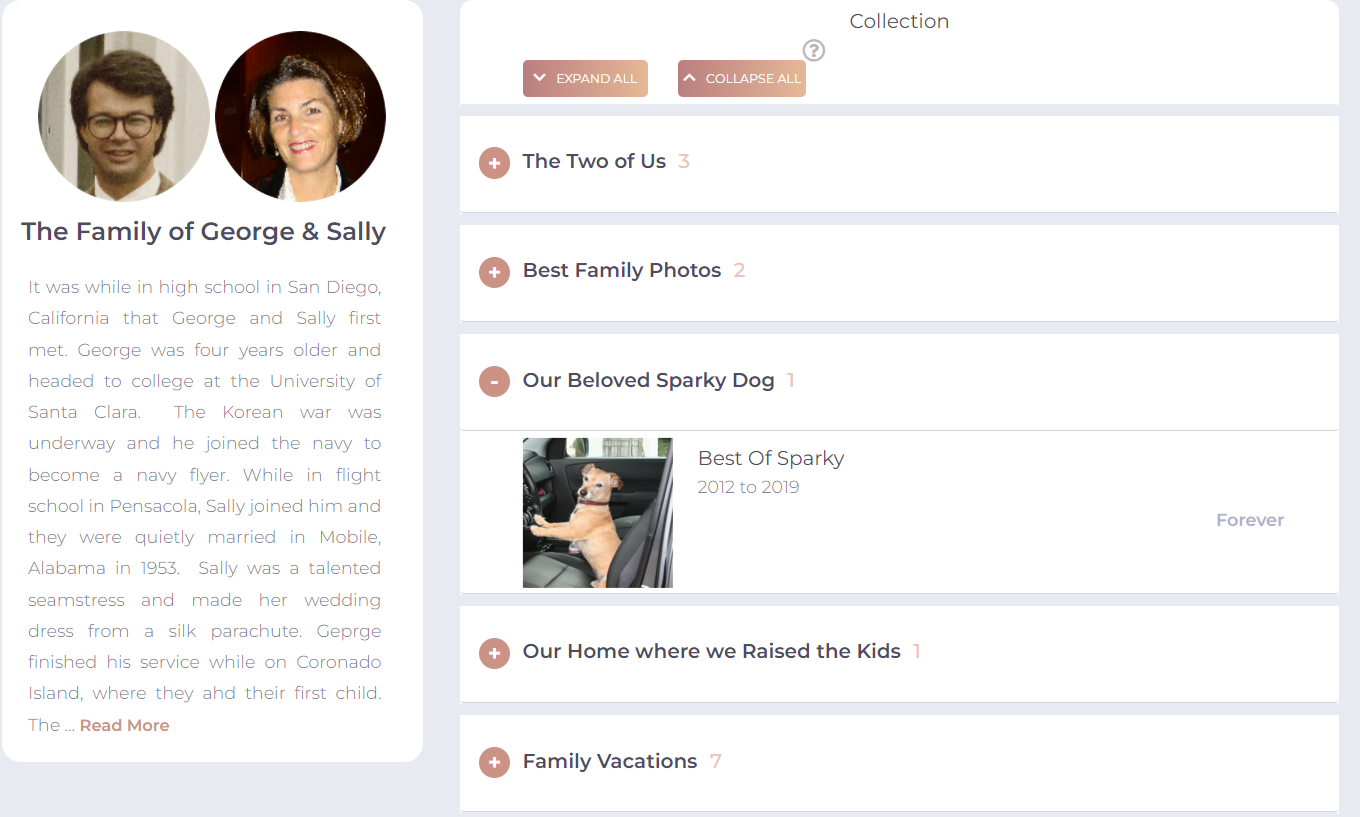 The Family of George & Sally
It was while in high school in San Diego,
California that George and Sally first
met. George was four years older and
headed to college at the University of
Santa Clara. The Korean war was
underway and he joined the navy to
become a navy flyer. While in flight
school in Pensacola, Sally joined him and
they were quietly married in Mobile,
Alabama in 1953. Sally was a talented
seamstress and made her wedding
dress from a silk parachute. Geprge
finished his service while on Coronado
Island, where they ahd their first child.
The ... Read More
Collection
?
EXPAND ALL
COLLAPSE ALL
+ The Two of Us 3
+ Best Family Photos 2
- Our Beloved Sparky Dog 1
Best Of Sparky
2012 to 2019
Forever
+ Our Home where we Raised the Kids 1
+ Family Vacations 7